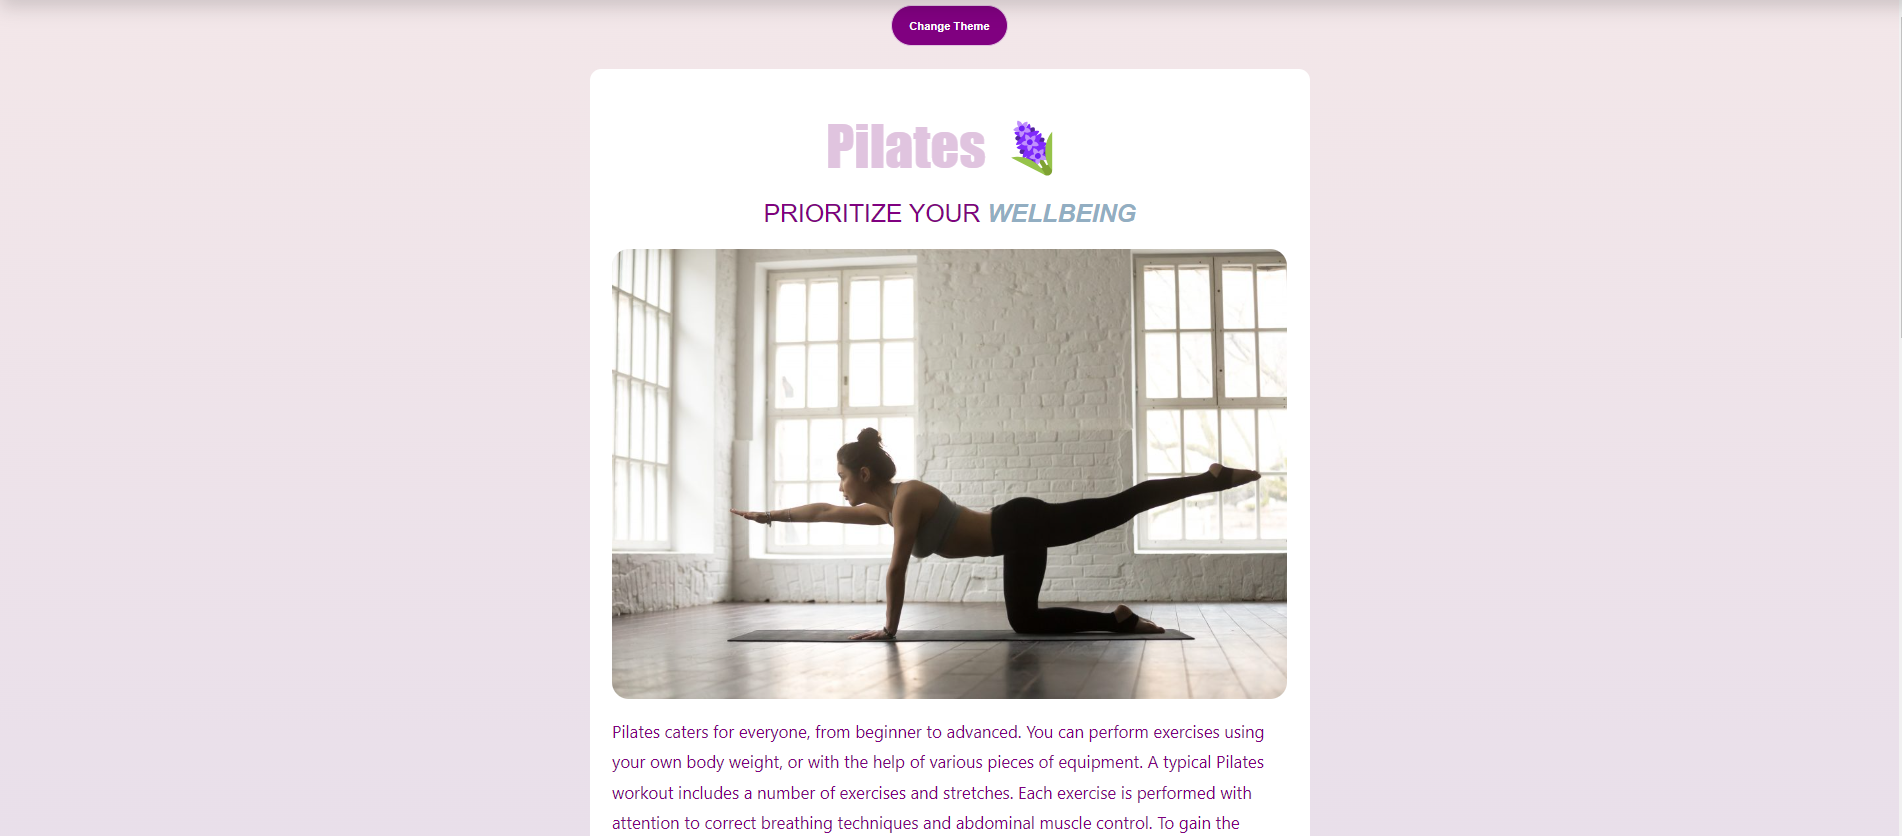 Change Theme
Pilates
PRIORITIZE YOUR WELLBEING
Pilates caters for everyone, from beginner to advanced. You can perform exercises using
your own body weight, or with the help of various pieces of equipment. A typical Pilates
workout includes a number of exercises and stretches. Each exercise is performed with
attention to correct breathing techniques and abdominal muscle control. To gain the